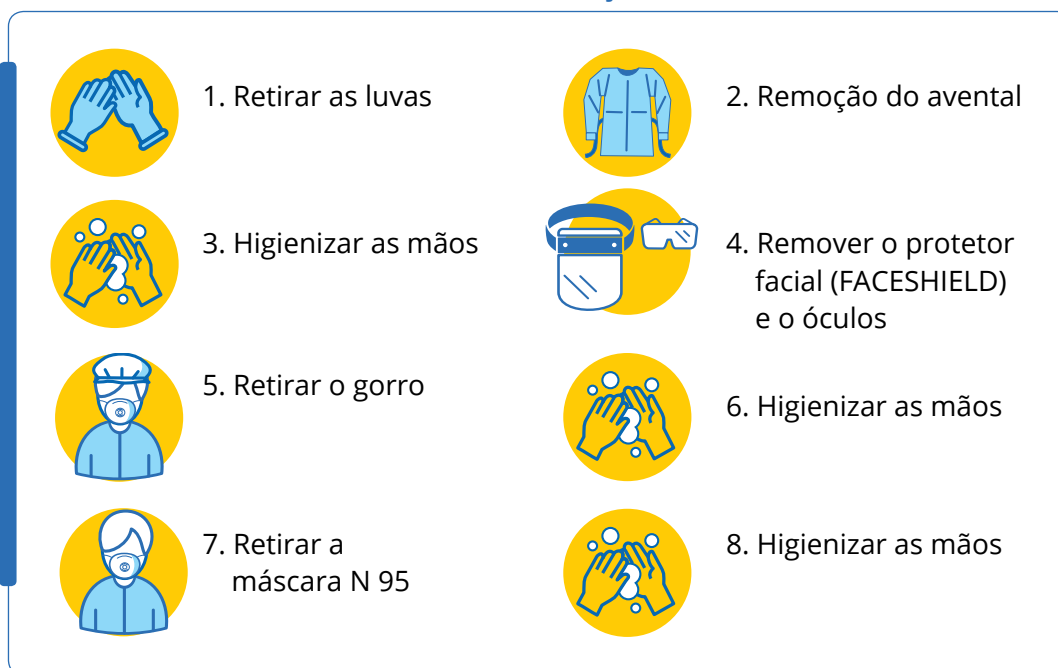 1. Retirar as luvas
2. Remoção do avental
3. Higienizar as mãos
4. Remover o protetor
facial (FACESHIELD)
e o óculos
5. Retirar o gorro
6. Higienizar as mãos
7. Retirar a
máscara N 95
8. Higienizar as mãos